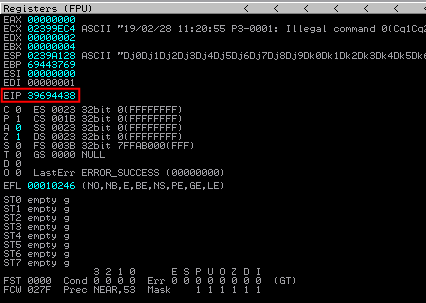 Registers (FPU) < < < < <
EAX 00000000
ECX 02399EC4 ASCII "19/02/28 11:20:55 P3-0001: Illegal command 0(Cq1Cq2
EDX 00000002
EBX 00000004
ESP 0239A128 ASCII "Dj0Dj1Dj2Dj3Dj4Dj5Dj6Dj7Dj8Dj9Dk0Dk1Dk2Dk3Dk4Dk5Dk6
EBP 69443769
ESI 00000000
EDI 00000001
EIP 39694438
C 0 ES 0023 32bit 0(FFFFFFFF)
P 1 CS 001B 32bit 0(FFFFFFFF)
A 0 SS 0023 32bit 0(FFFFFFFF)
Z 1 DS 0023 32bit 0(FFFFFFFF)
S 0 FS 003B 32bit 7FFAB000(FFF)
T 0 GS 0000 NULL
D 0
O 0 LastErr ERROR_SUCCESS (00000000)
EFL 00010246 (NO,NB,E,BE,NS,PE,GE,LE)
ST0 empty g
ST1 empty g
ST2 empty g
ST3 empty g
ST4 empty g
ST5 empty g
ST6 empty g
ST7 empty g
3 2 1 0 E S P U O Z D I
FST 0000 Cond 0 0 0 0 Err 0 0 0 0 0 0 0 0 (GT)
FCW 027F Prec NEAR,53 Mask 1 1 1 1 1 1